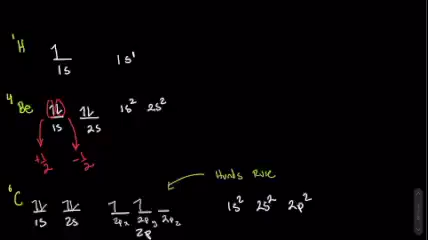 ¹H 1s 1s¹
⁴Be 1s 2s 1s² 2s²
+1/2 -1/2
Hunds Rule
⁶C 1s 2s 2pₓ 2pᵧ 2p_z 1s² 2s² 2p²
2p